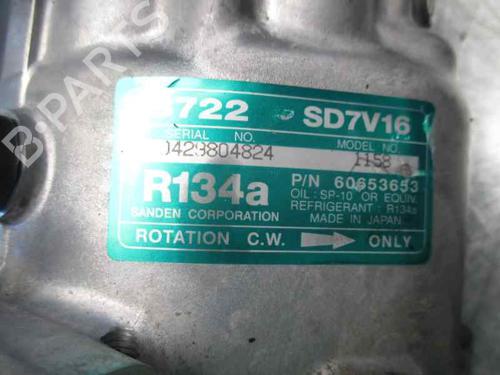 722 SD7V16
SERIAL NO. MODEL NO.
0429804824 1158
R134a P/N 60653653
OIL : SP-10 OR EQUIV.
REFRIGERANT : R134a
SANDEN CORPORATION MADE IN JAPAN
ROTATION C.W. ONLY
B-PARTS